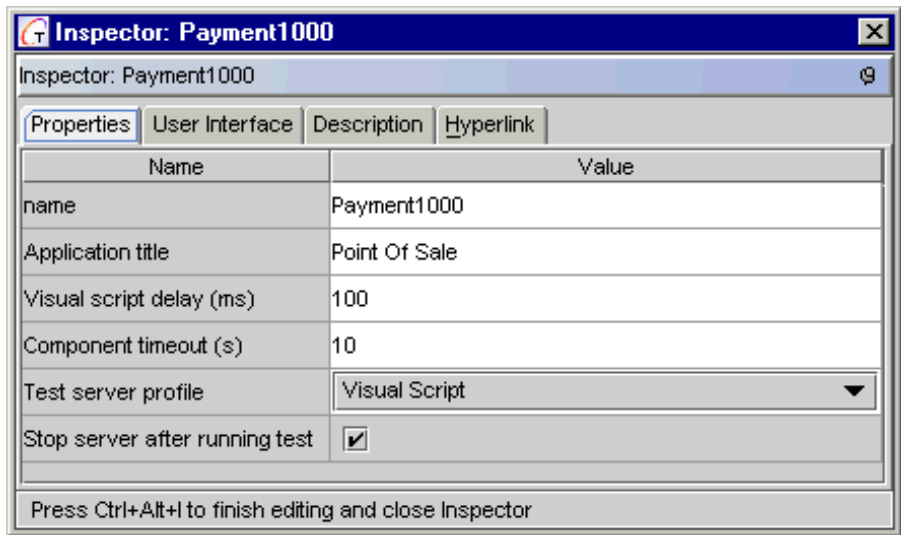 Inspector: Payment1000
Inspector: Payment1000
Properties User Interface Description Hyperlink
Name Value
name Payment1000
Application title Point Of Sale
Visual script delay (ms) 100
Component timeout (s) 10
Test server profile Visual Script
Stop server after running test
Press Ctrl+Alt+I to finish editing and close Inspector